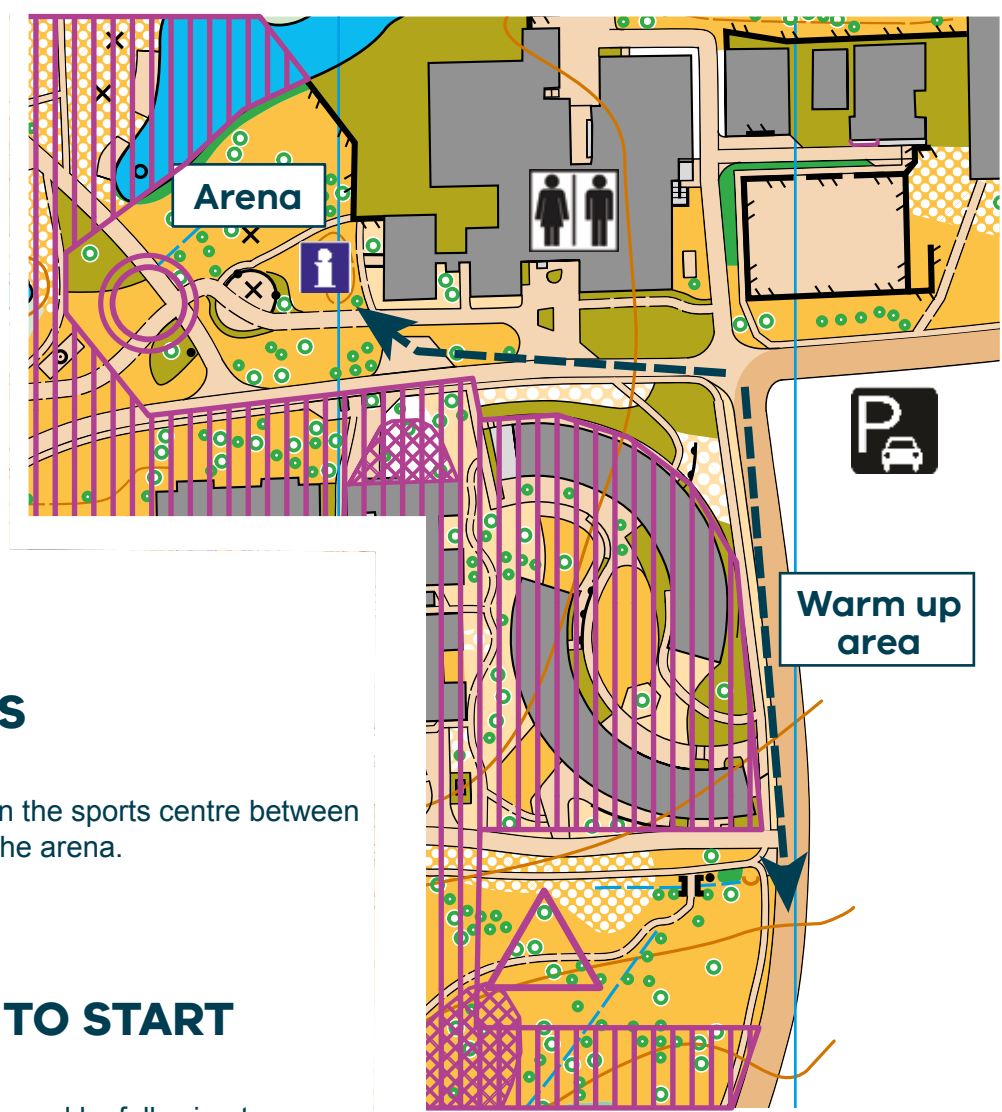 Arena
i
P
Warm up
area
S
n the sports centre between
he arena.
TO START